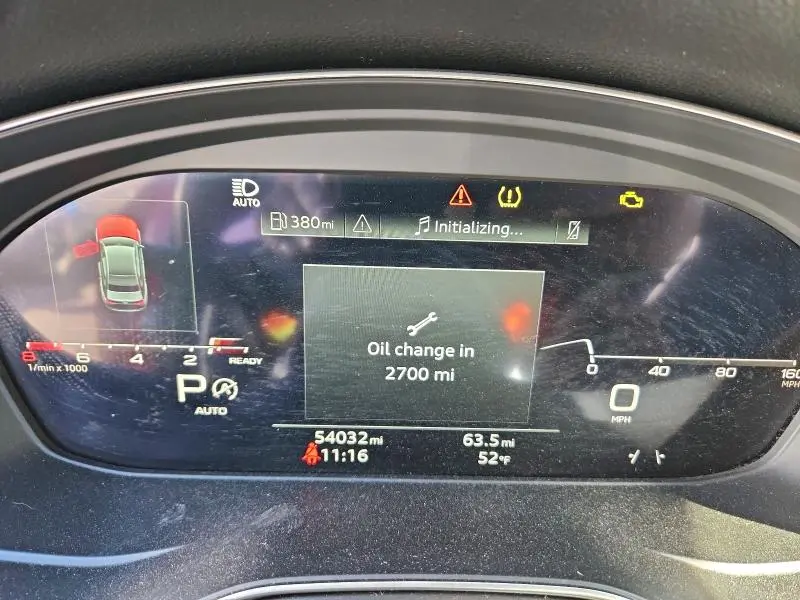 AUTO
380mi
Initializing...
Oil change in
2700 mi
8 6 4 2 READY
1/min x 1000
P
AUTO
0 40 80 160
MPH
0
MPH
54032mi 63.5mi
11:16 52°F